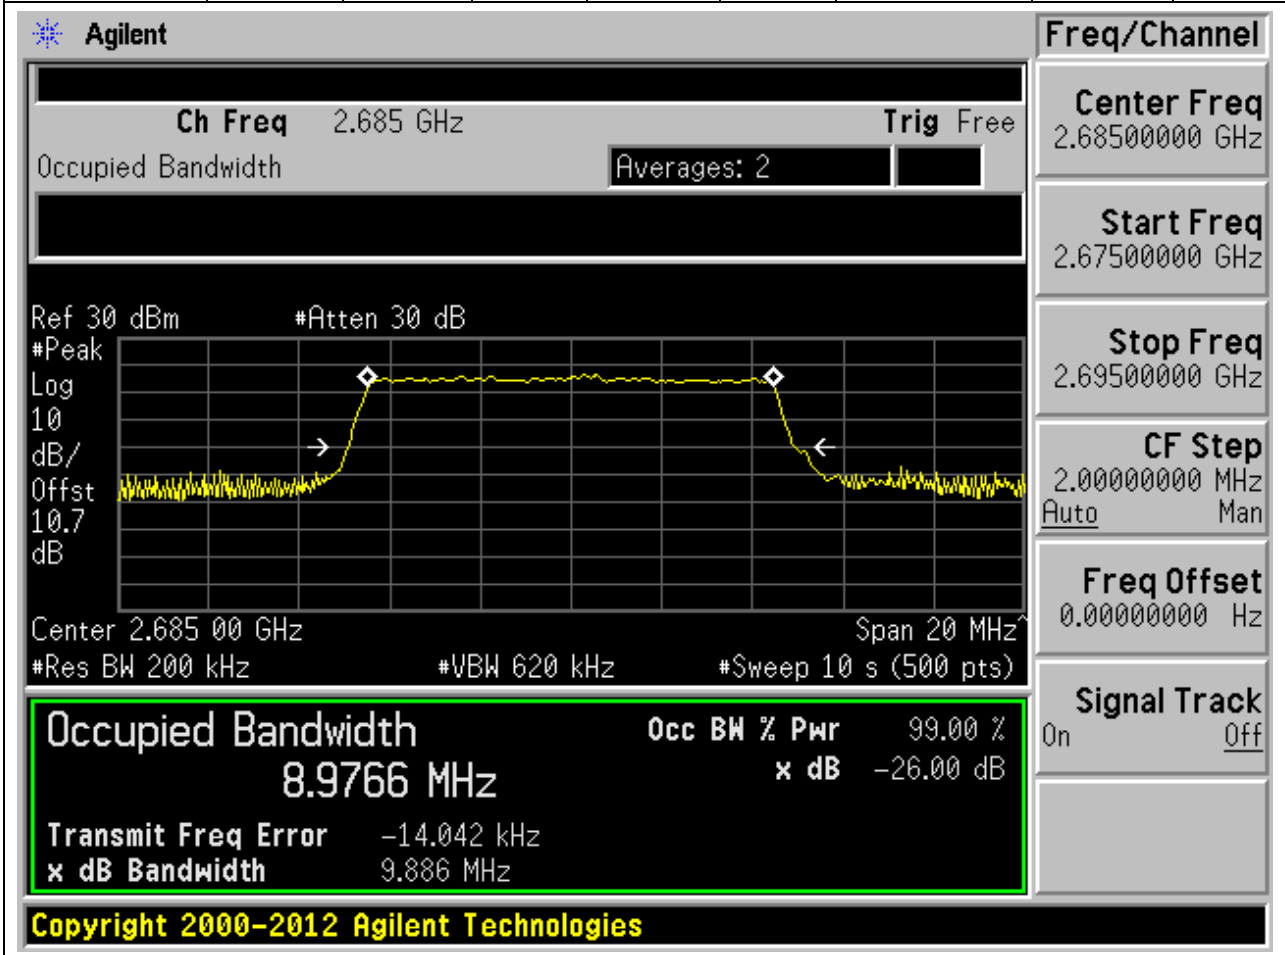 Agilent
Freq/Channel
Ch Freq 2.685 GHz Trig Free
Occupied Bandwidth Averages: 2
Ref 30 dBm #Atten 30 dB
#Peak
Log
10
dB/
Offst
10.7
dB
Center 2.685 00 GHz Span 20 MHz^
#Res BW 200 kHz #VBW 620 kHz #Sweep 10 s (500 pts)
Occupied Bandwidth
8.9766 MHz
Occ BW % Pwr 99.00 %
x dB -26.00 dB
Transmit Freq Error -14.042 kHz
x dB Bandwidth 9.886 MHz
Center Freq
2.68500000 GHz
Start Freq
2.67500000 GHz
Stop Freq
2.69500000 GHz
CF Step
2.00000000 MHz
Auto Man
Freq Offset
0.00000000 Hz
Signal Track
On Off
Copyright 2000-2012 Agilent Technologies